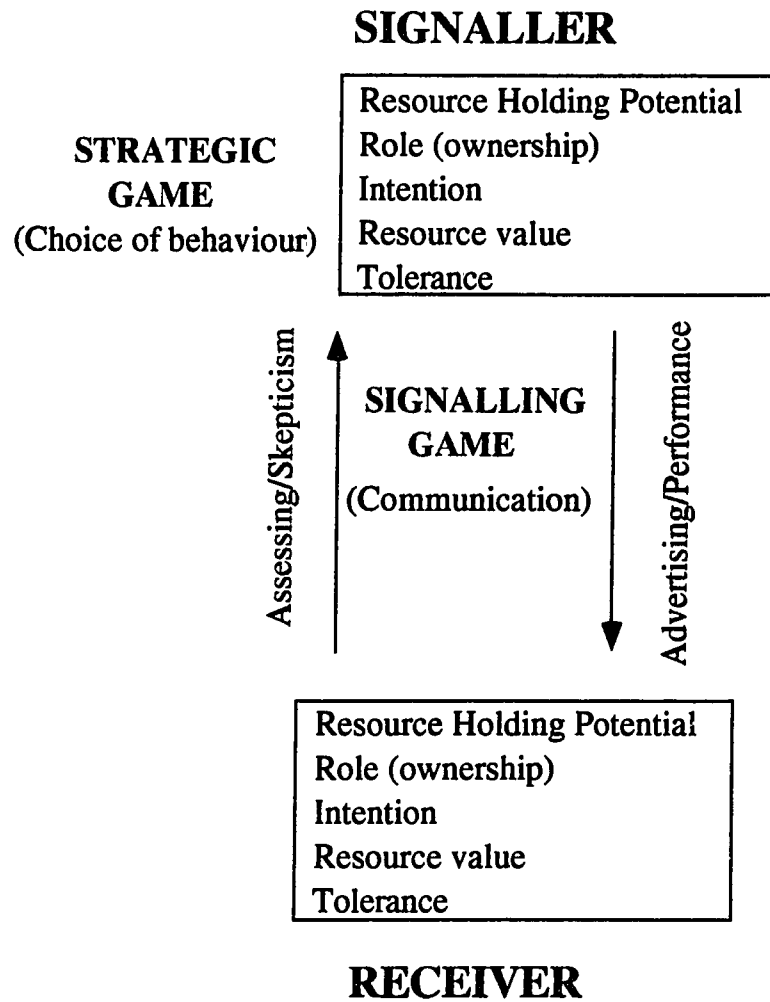 SIGNALLER
STRATEGIC
GAME
(Choice of behaviour)
Resource Holding Potential
Role (ownership)
Intention
Resource value
Tolerance
Assessing/Skepticism
SIGNALLING
GAME
(Communication)
Advertising/Performance
Resource Holding Potential
Role (ownership)
Intention
Resource value
Tolerance
RECEIVER